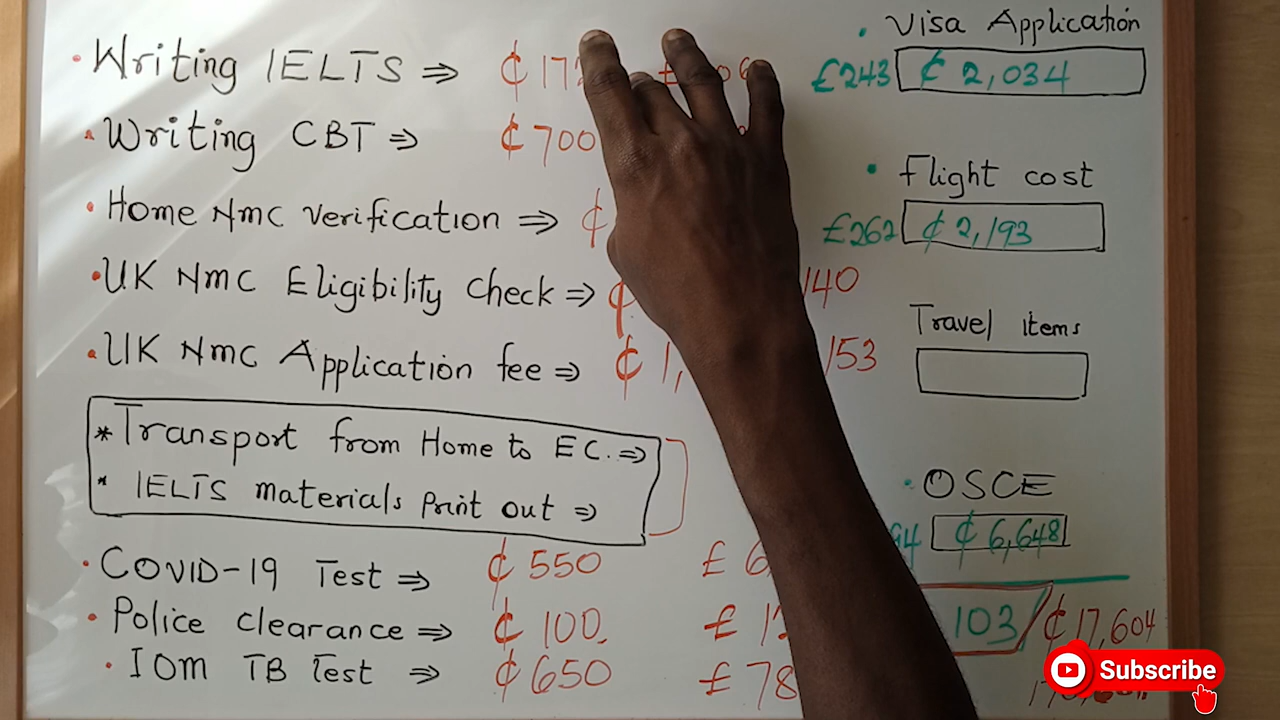 • Writing IELTS ⇒ ₵ 17
• Writing CBT ⇒ ₵ 700
• Home NMC verification ⇒ ₵
• UK NMC Eligibility Check ⇒ ₵ 140
• UK NMC Application fee ⇒ ₵ 1, 153
* Transport from Home to EC. ⇒
* IELTS materials Print out ⇒
• COVID-19 Test ⇒ ₵ 550 £ 6
• Police clearance ⇒ ₵ 100 £ 1
• IOM TB Test ⇒ ₵ 650 £ 78
• Visa Application
£243 ₵ 2,034
• Flight cost
£262 ₵ 2,193
Travel items
• OSCE
94 ₵ 6,648
103 / ₵ 17,604
Subscribe